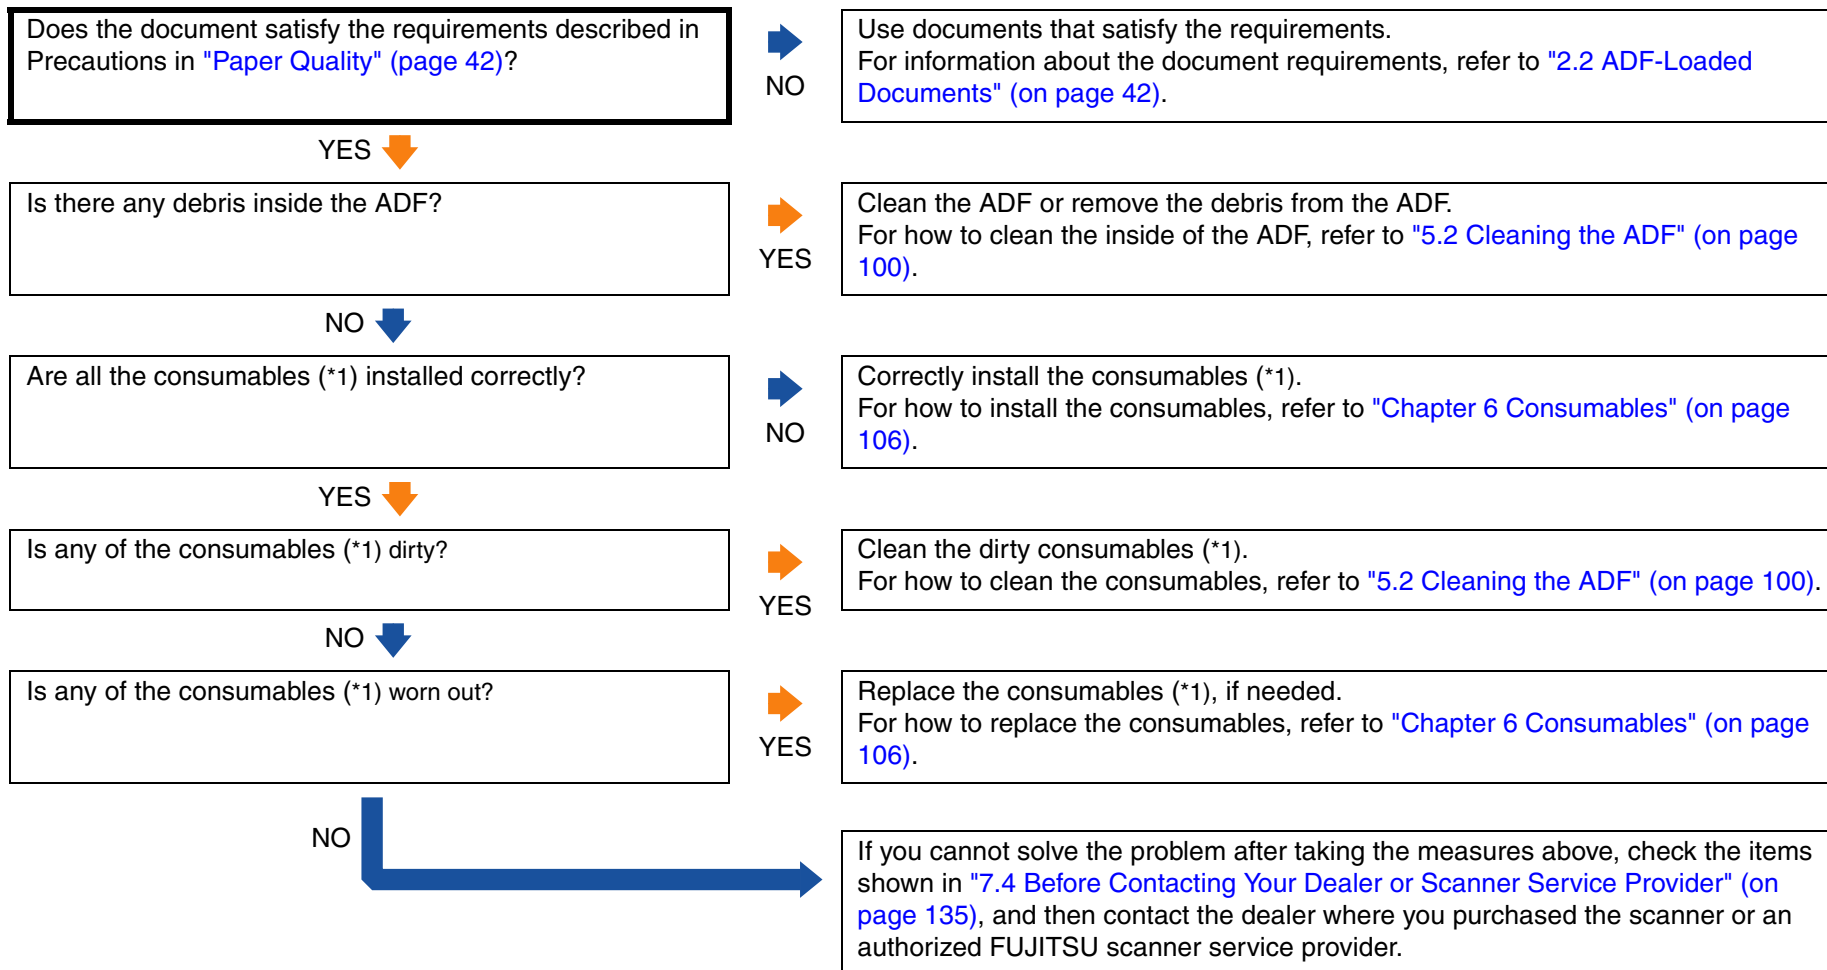 Does the document satisfy the requirements described in
Precautions in "Paper Quality" (page 42)?
NO
Use documents that satisfy the requirements.
For information about the document requirements, refer to "2.2 ADF-Loaded
Documents" (on page 42).
YES
Is there any debris inside the ADF?
YES
Clean the ADF or remove the debris from the ADF.
For how to clean the inside of the ADF, refer to "5.2 Cleaning the ADF" (on page
100).
NO
Are all the consumables (*1) installed correctly?
NO
Correctly install the consumables (*1).
For how to install the consumables, refer to "Chapter 6 Consumables" (on page
106).
YES
Is any of the consumables (*1) dirty?
YES
Clean the dirty consumables (*1).
For how to clean the consumables, refer to "5.2 Cleaning the ADF" (on page 100).
NO
Is any of the consumables (*1) worn out?
YES
Replace the consumables (*1), if needed.
For how to replace the consumables, refer to "Chapter 6 Consumables" (on page
106).
NO
If you cannot solve the problem after taking the measures above, check the items
shown in "7.4 Before Contacting Your Dealer or Scanner Service Provider" (on
page 135), and then contact the dealer where you purchased the scanner or an
authorized FUJITSU scanner service provider.